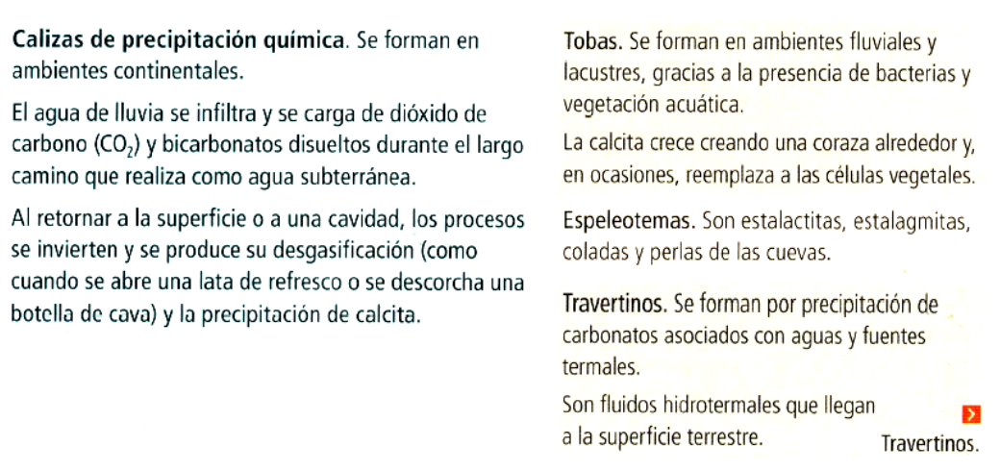 Calizas de precipitación química. Se forman en
ambientes continentales.
El agua de lluvia se infiltra y se carga de dióxido de
carbono (CO₂) y bicarbonatos disueltos durante el largo
camino que realiza como agua subterránea.
Al retornar a la superficie o a una cavidad, los procesos
se invierten y se produce su desgasificación (como
cuando se abre una lata de refresco o se descorcha una
botella de cava) y la precipitación de calcita.
Tobas. Se forman en ambientes fluviales y
lacustres, gracias a la presencia de bacterias y
vegetación acuática.
La calcita crece creando una coraza alrededor y,
en ocasiones, reemplaza a las células vegetales.
Espeleotemas. Son estalactitas, estalagmitas,
coladas y perlas de las cuevas.
Travertinos. Se forman por precipitación de
carbonatos asociados con aguas y fuentes
termales.
Son fluidos hidrotermales que llegan
a la superficie terrestre.
Travertinos.